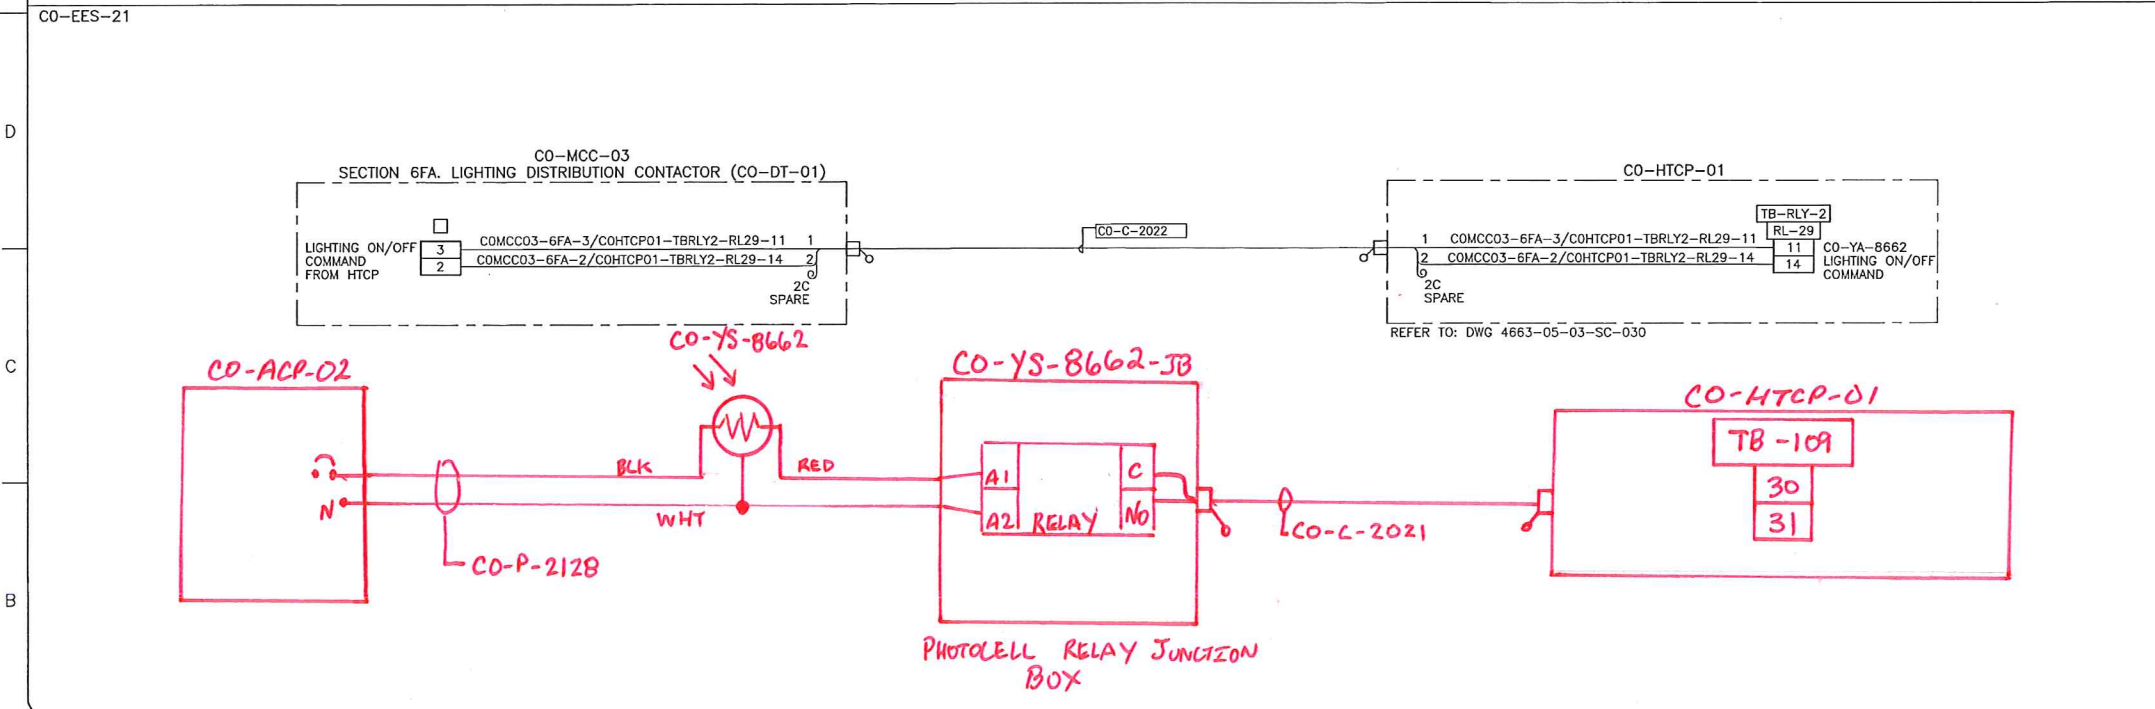 CO-EES-21
D
C
B
CO-MCC-03
SECTION 6FA. LIGHTING DISTRIBUTION CONTACTOR (CO-DT-01)
LIGHTING ON/OFF
COMMAND
FROM HTCP
3
2
COMCC03-6FA-3/COHTCP01-TBRLY2-RL29-11 1
COMCC03-6FA-2/COHTCP01-TBRLY2-RL29-14 2
2C
SPARE
CO-C-2022
CO-HTCP-01
TB-RLY-2
RL-29
1 COMCC03-6FA-3/COHTCP01-TBRLY2-RL29-11 11
2 COMCC03-6FA-2/COHTCP01-TBRLY2-RL29-14 14
CO-YA-8662
LIGHTING ON/OFF
COMMAND
2C
SPARE
REFER TO: DWG 4663-05-03-SC-030
CO-YS-8662
CO-ACP-02
N
BLK
WHT
RED
CO-P-2128
CO-YS-8662-JB
A1
A2
RELAY
C
NO
PHOTOCELL RELAY JUNCTION
BOX
CO-C-2021
CO-HTCP-01
TB-109
30
31